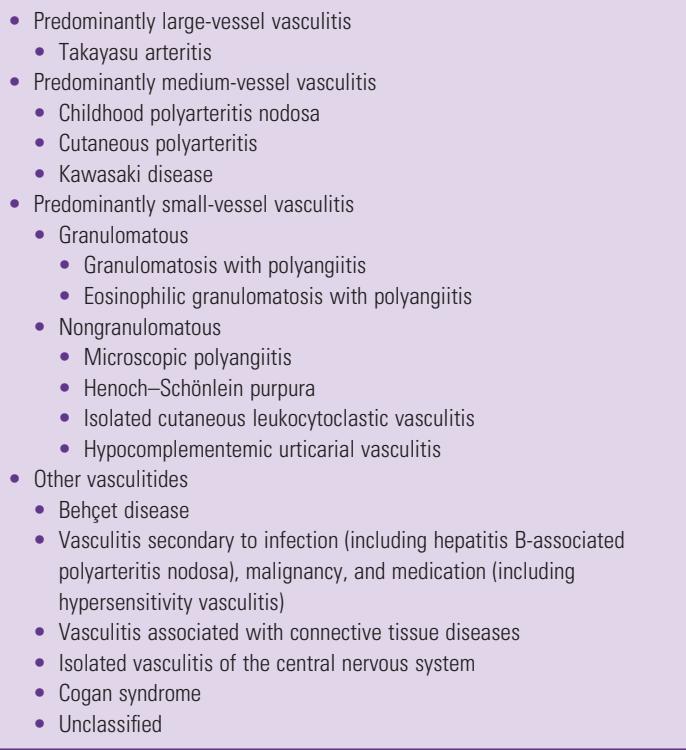 • Predominantly large-vessel vasculitis
• Takayasu arteritis
• Predominantly medium-vessel vasculitis
• Childhood polyarteritis nodosa
• Cutaneous polyarteritis
• Kawasaki disease
• Predominantly small-vessel vasculitis
• Granulomatous
• Granulomatosis with polyangiitis
• Eosinophilic granulomatosis with polyangiitis
• Nongranulomatous
• Microscopic polyangiitis
• Henoch–Schönlein purpura
• Isolated cutaneous leukocytoclastic vasculitis
• Hypocomplementemic urticarial vasculitis
• Other vasculitides
• Behçet disease
• Vasculitis secondary to infection (including hepatitis B-associated
polyarteritis nodosa), malignancy, and medication (including
hypersensitivity vasculitis)
• Vasculitis associated with connective tissue diseases
• Isolated vasculitis of the central nervous system
• Cogan syndrome
• Unclassified